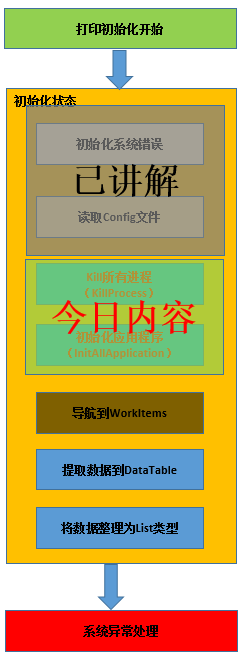 打印初始化开始
初始化状态
初始化系统错误
已讲解
读取Config文件
Kill所有进程
（KillProcess）
今日内容
初始化应用程序
（InitAllApplication）
导航到WorkItems
提取数据到DataTable
将数据整理为List类型
系统异常处理